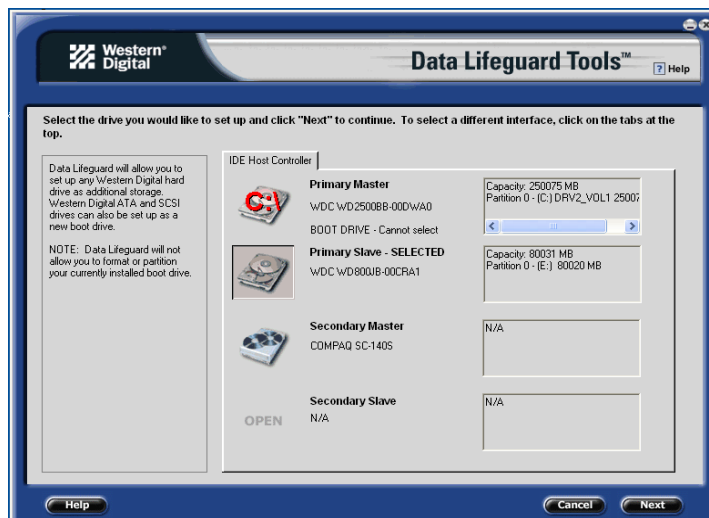 Western®
Digital
Data Lifeguard Tools™
? Help
Select the drive you would like to set up and click "Next" to continue. To select a different interface, click on the tabs at the
top.
Data Lifeguard will allow you to
set up any Western Digital hard
drive as additional storage.
Western Digital ATA and SCSI
drives can also be set up as a
new boot drive.
NOTE: Data Lifeguard will not
allow you to format or partition
your currently installed boot drive.
IDE Host Controller
C:\
Primary Master
WDC WD2500BB-00DWA0
BOOT DRIVE - Cannot select
Capacity: 250075 MB
Partition 0 - (C:) DRV2_VOL1 25007
Primary Slave - SELECTED
WDC WD800JB-00CRA1
Capacity: 80031 MB
Partition 0 - (E:) 80020 MB
Secondary Master
COMPAQ SC-140S
N/A
OPEN
Secondary Slave
N/A
N/A
Help
Cancel
Next